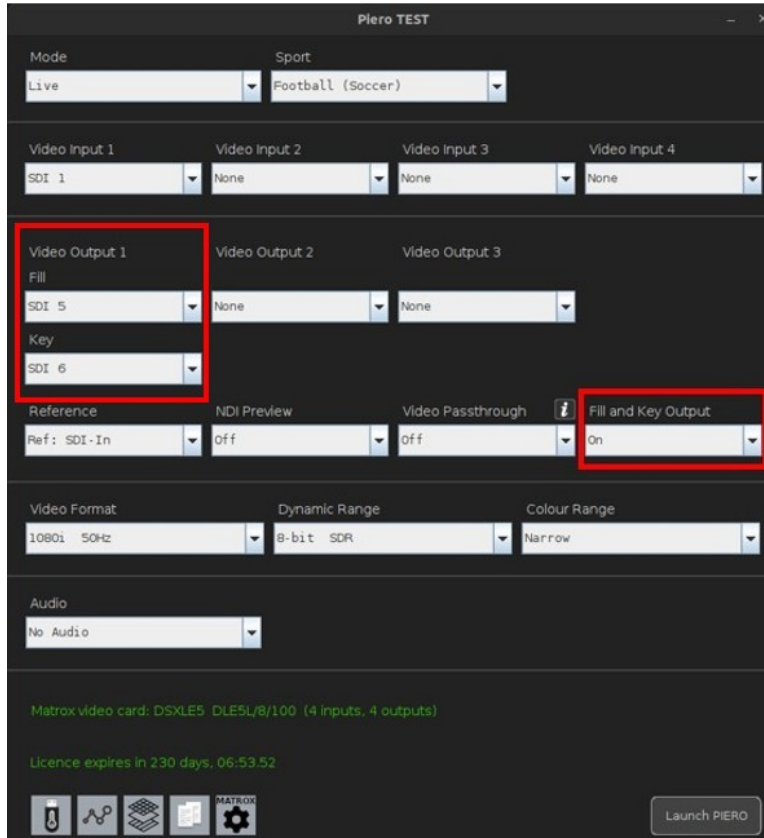 Piero TEST
Mode Sport
Live Football (Soccer)
Video Input 1 Video Input 2 Video Input 3 Video Input 4
SDI 1 None None None
Video Output 1 Video Output 2 Video Output 3
Fill
SDI 5 None None
Key
SDI 6
Reference NDI Preview Video Passthrough i Fill and Key Output
Ref: SDI-In Off Off On
Video Format Dynamic Range Colour Range
1080i 50Hz 8-bit SDR Narrow
Audio
No Audio
Matrox video card: DSXLE5 DLE5L/8/100 (4 inputs, 4 outputs)
Licence expires in 230 days, 06:53.52
MATROX
Launch PIERO